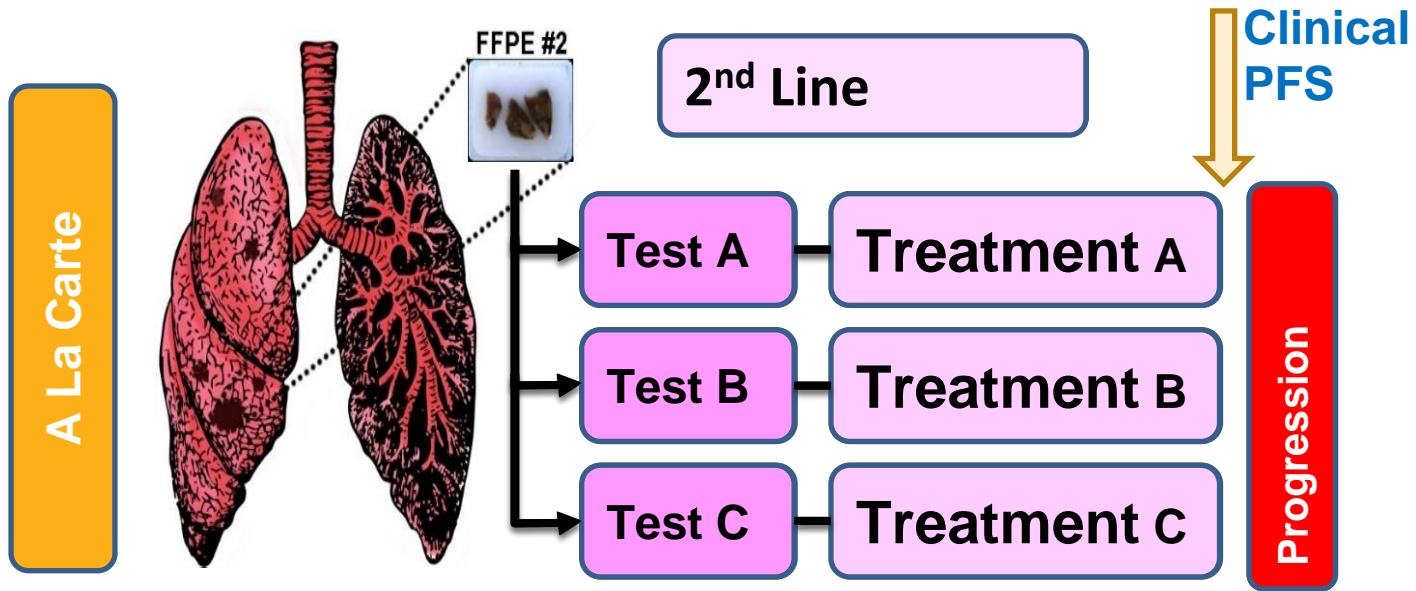 A La Carte
FFPE #2
2nd Line
Clinical
PFS
Test A
Treatment A
Test B
Treatment B
Test C
Treatment C
Progression